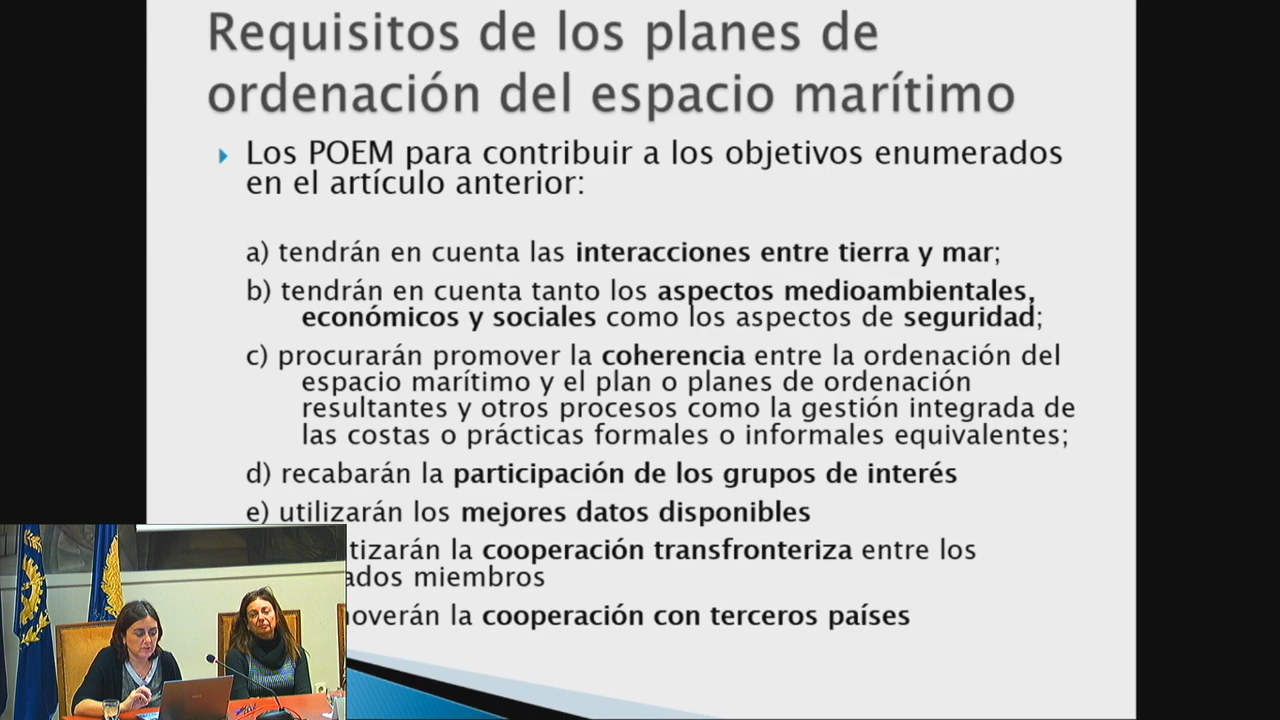 Requisitos de los planes de
ordenación del espacio marítimo
Los POEM para contribuir a los objetivos enumerados
en el artículo anterior:
a) tendrán en cuenta las interacciones entre tierra y mar;
b) tendrán en cuenta tanto los aspectos medioambientales,
económicos y sociales como los aspectos de seguridad;
c) procurarán promover la coherencia entre la ordenación del
espacio marítimo y el plan o planes de ordenación
resultantes y otros procesos como la gestión integrada de
las costas o prácticas formales o informales equivalentes;
d) recabarán la participación de los grupos de interés
e) utilizarán los mejores datos disponibles
tizarán la cooperación transfronteriza entre los
ados miembros
moverán la cooperación con terceros países